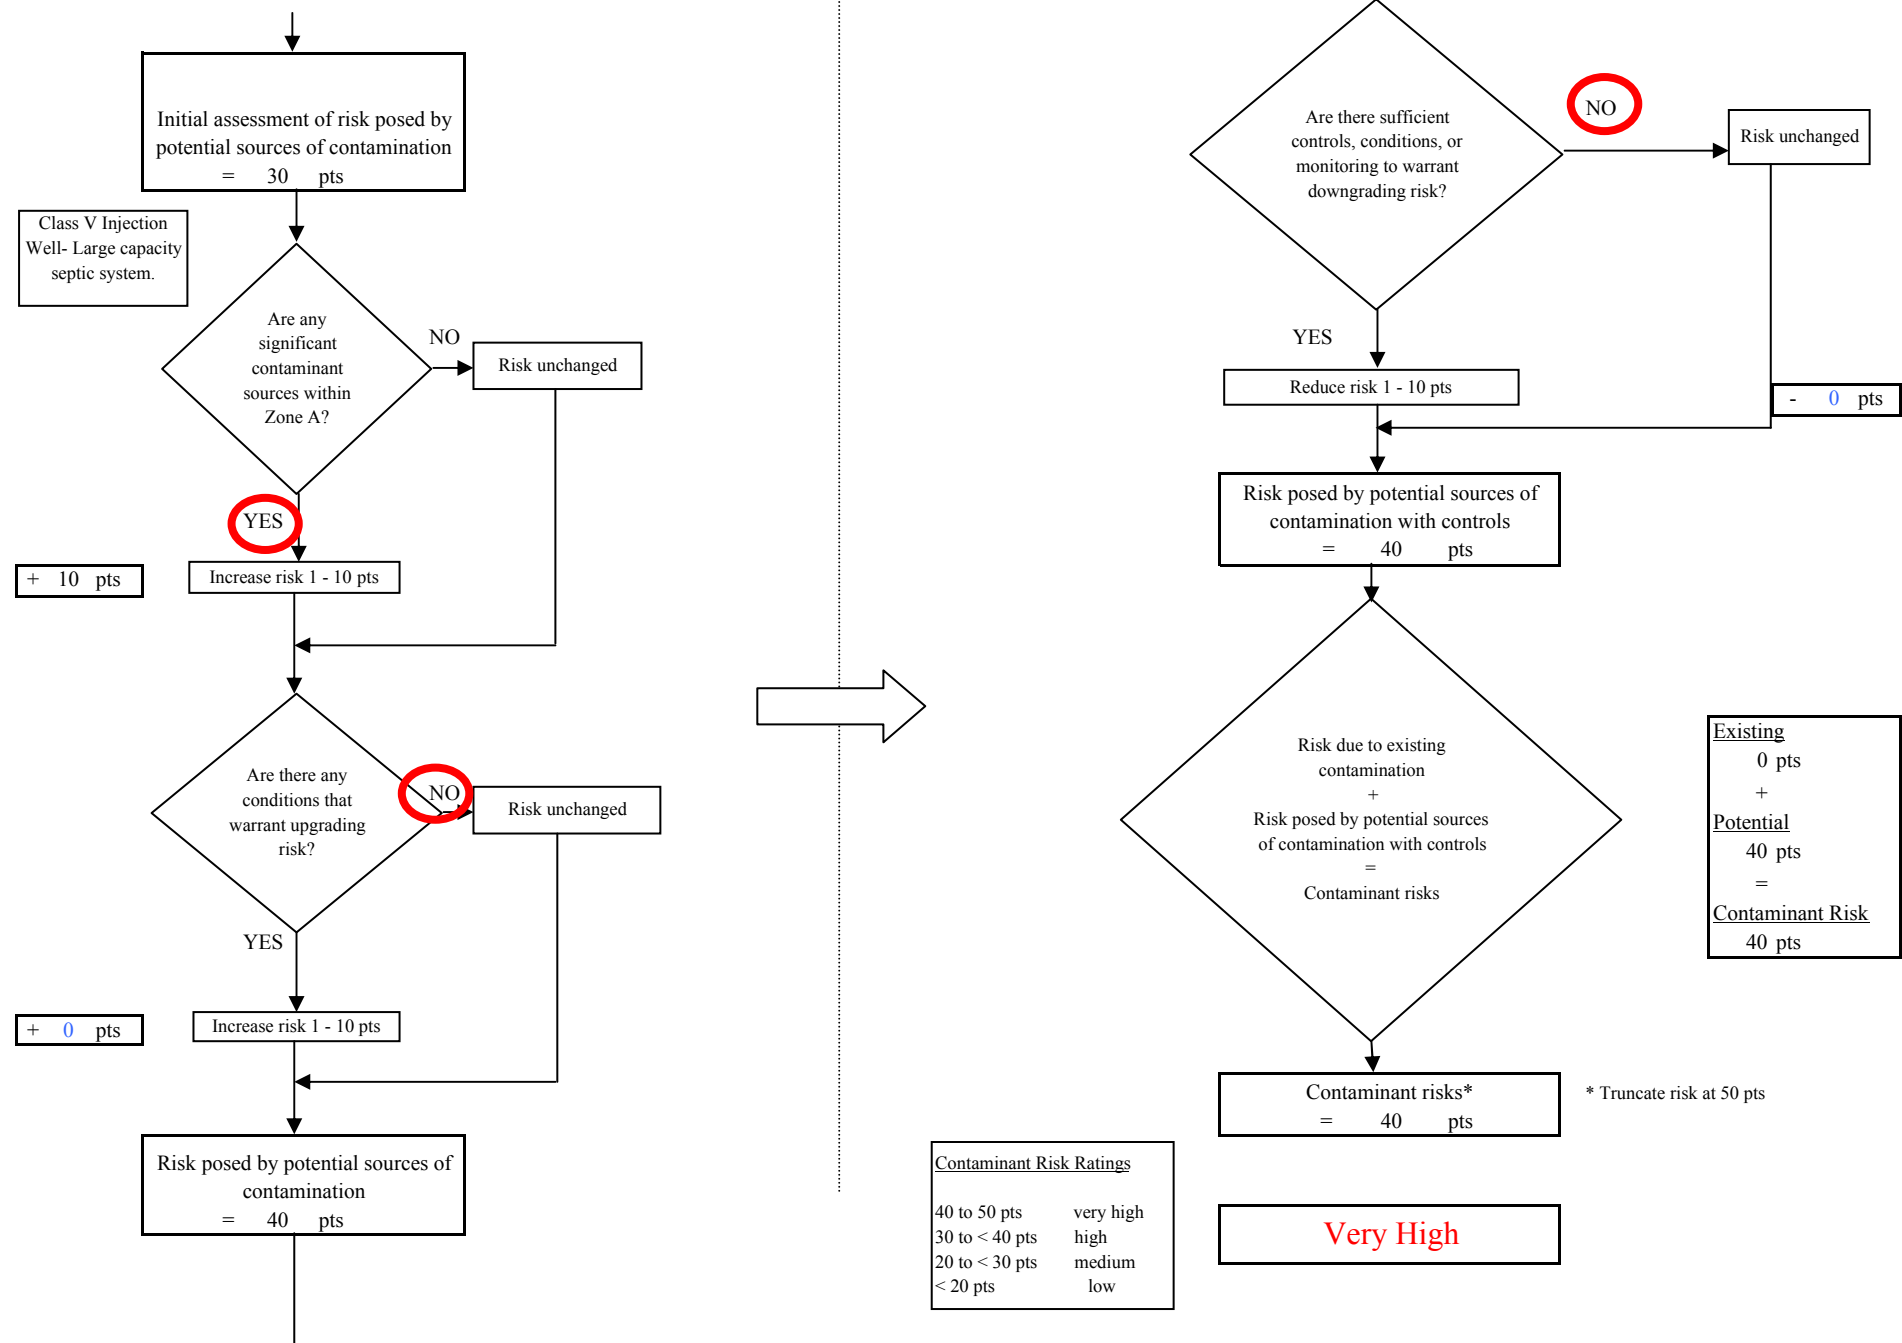 Initial assessment of risk posed by
potential sources of contamination
= 30 pts
Class V Injection
Well- Large capacity
septic system.
Are any
significant
contaminant
sources within
Zone A?
NO
Risk unchanged
YES
+ 10 pts
Increase risk 1 - 10 pts
Are there any
conditions that
warrant upgrading
risk?
NO
Risk unchanged
YES
+ 0 pts
Increase risk 1 - 10 pts
Risk posed by potential sources of
contamination
= 40 pts
Are there sufficient
controls, conditions, or
monitoring to warrant
downgrading risk?
NO
Risk unchanged
YES
Reduce risk 1 - 10 pts
- 0 pts
Risk posed by potential sources of
contamination with controls
= 40 pts
Risk due to existing
contamination
+
Risk posed by potential sources
of contamination with controls
=
Contaminant risks
Existing
0 pts
+
Potential
40 pts
=
Contaminant Risk
40 pts
Contaminant risks*
= 40 pts
* Truncate risk at 50 pts
Contaminant Risk Ratings
40 to 50 pts very high
30 to < 40 pts high
20 to < 30 pts medium
< 20 pts low
Very High